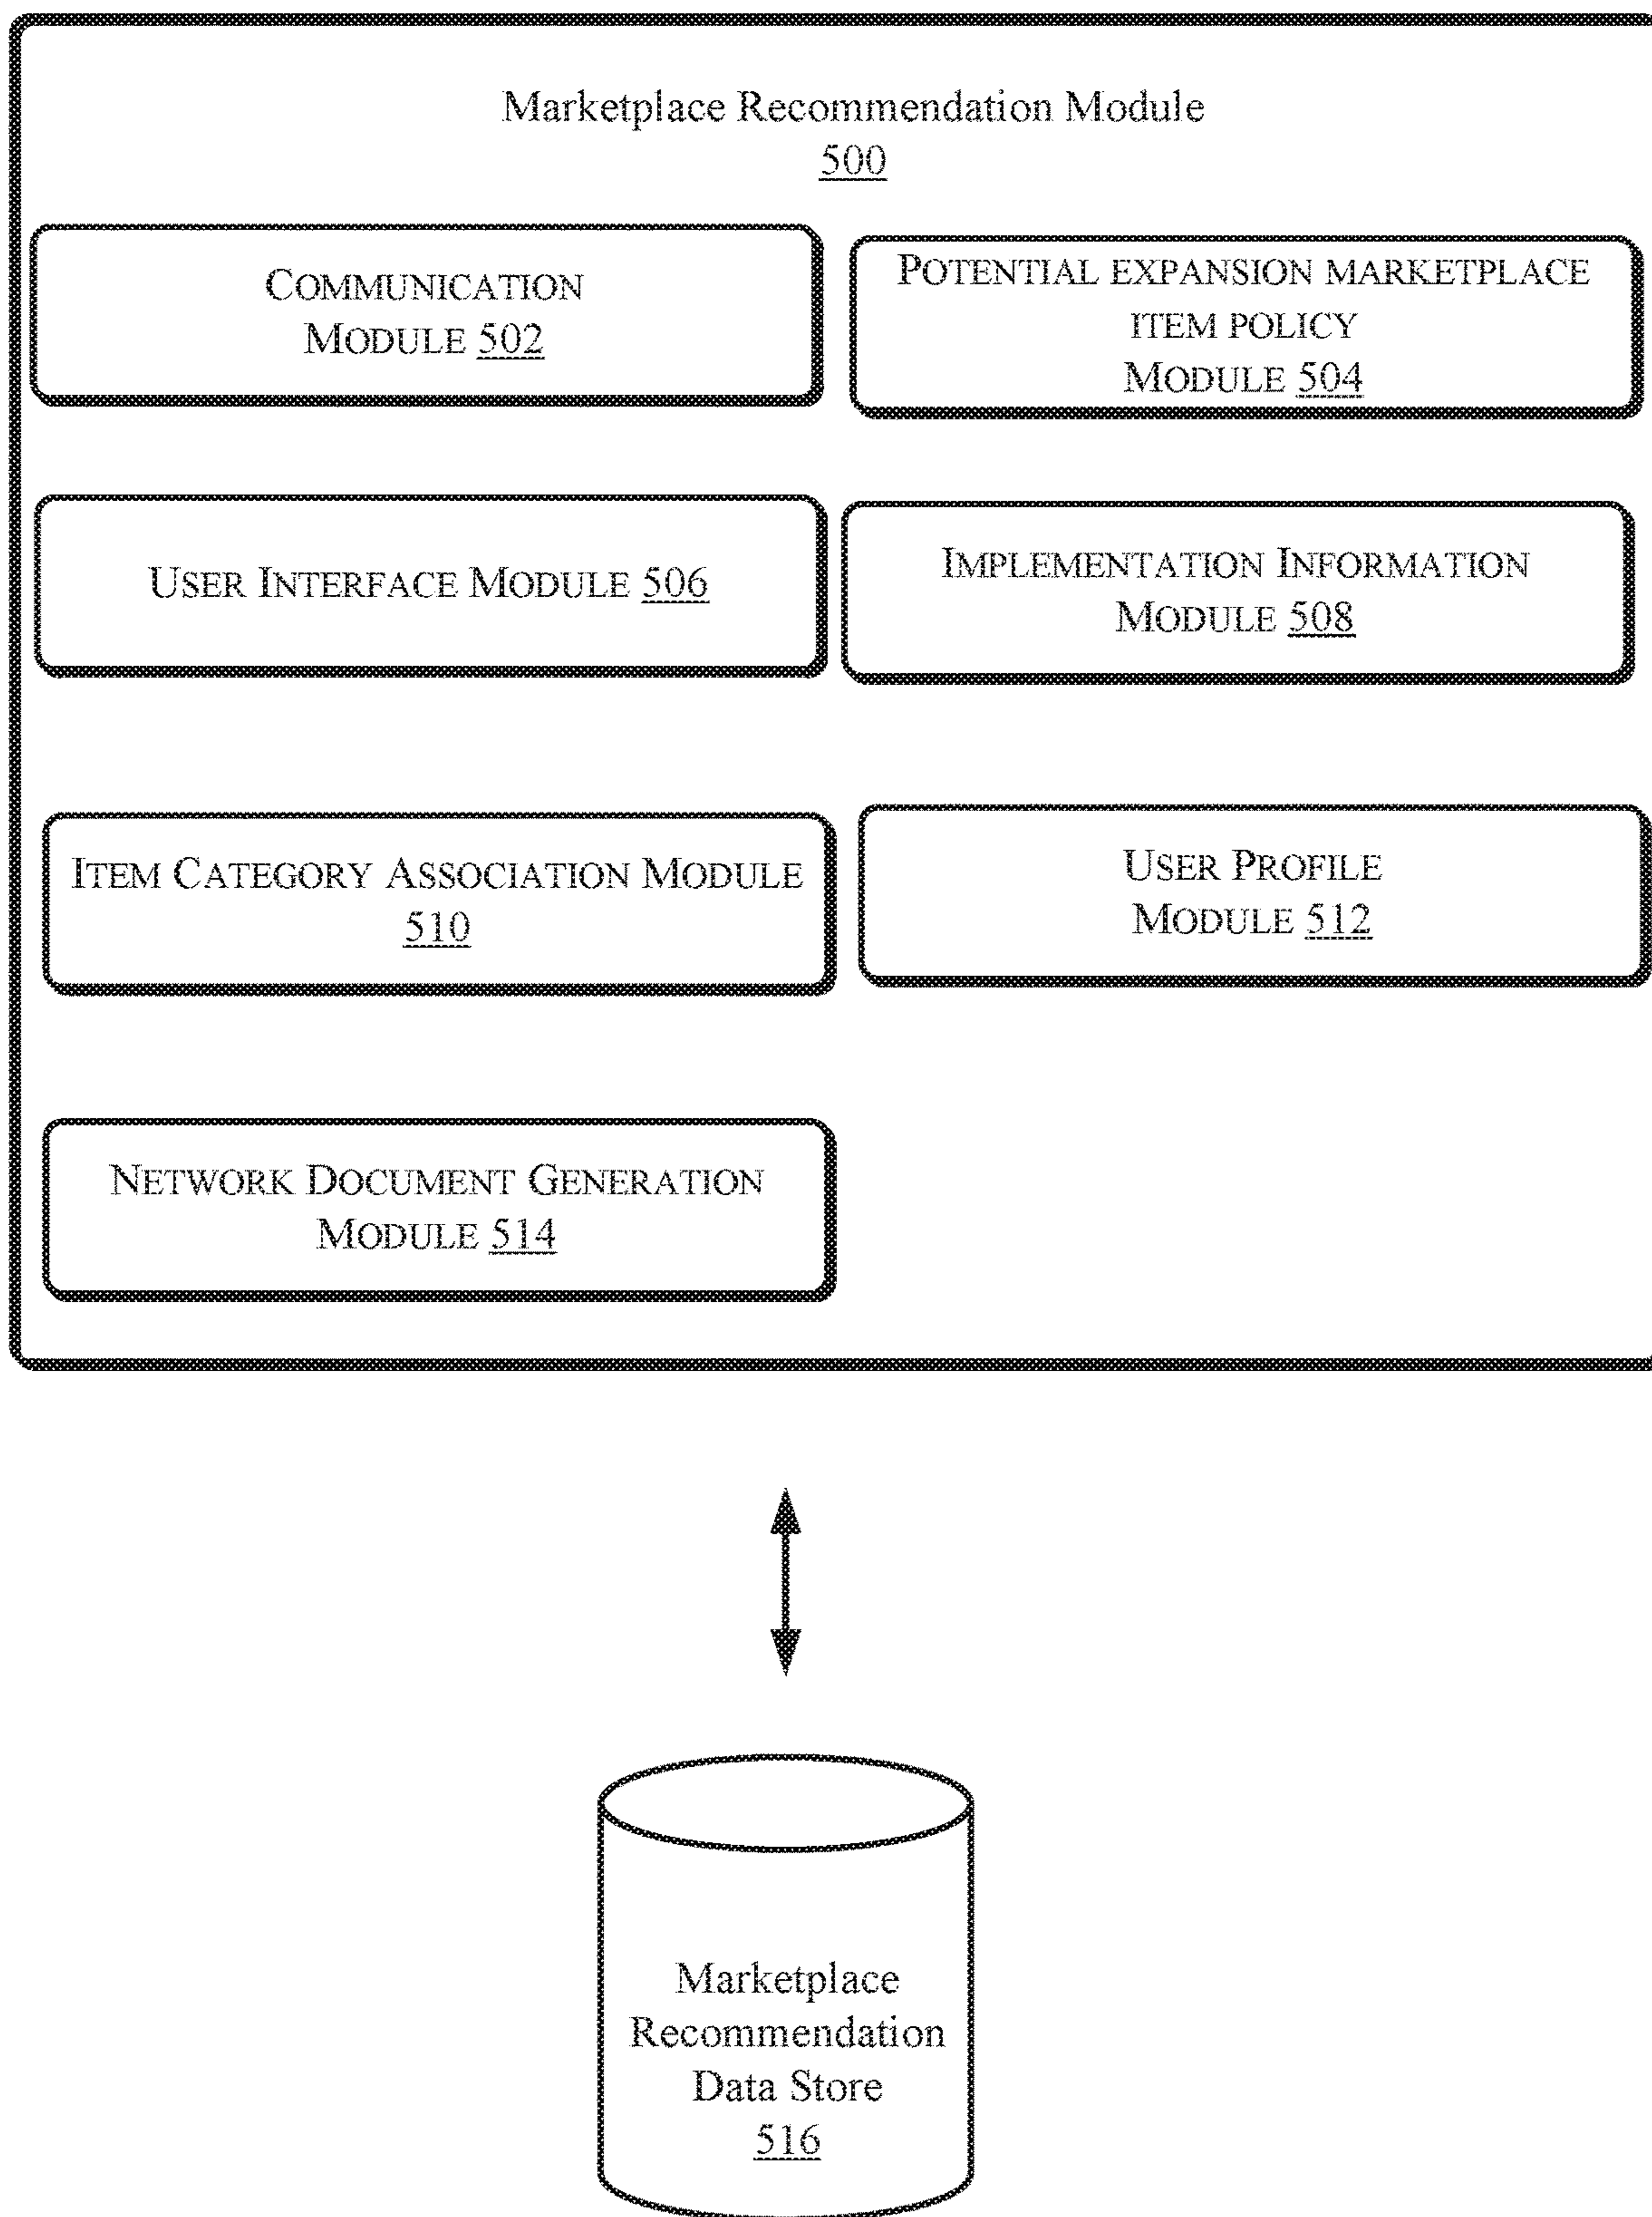 Marketplace Recommendation Module
500
COMMUNICATION
MODULE 502
POTENTIAL EXPANSION MARKETPLACE
ITEM POLICY
MODULE 504
USER INTERFACE MODULE 506
IMPLEMENTATION INFORMATION
MODULE 508
ITEM CATEGORY ASSOCIATION MODULE
510
USER PROFILE
MODULE 512
NETWORK DOCUMENT GENERATION
MODULE 514
Marketplace
Recommendation
Data Store
516